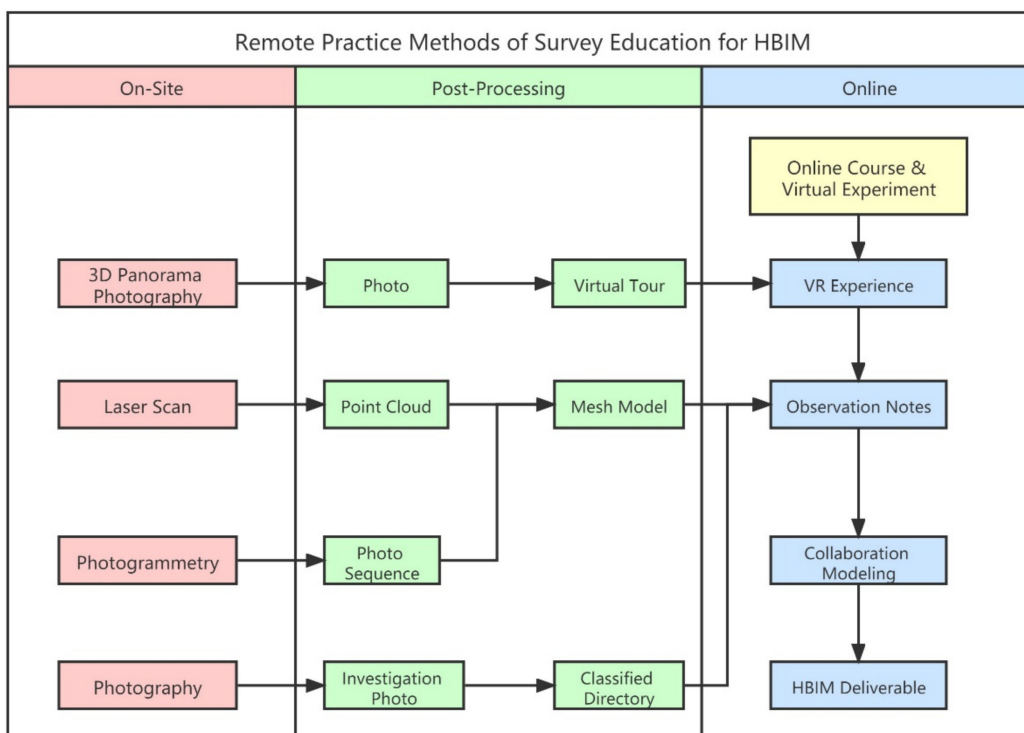 Remote Practice Methods of Survey Education for HBIM
On-Site
Post-Processing
Online
Online Course &
Virtual Experiment
3D Panorama
Photography
Photo
Virtual Tour
VR Experience
Laser Scan
Point Cloud
Mesh Model
Observation Notes
Photogrammetry
Photo
Sequence
Collaboration
Modeling
Photography
Investigation
Photo
Classified
Directory
HBIM Deliverable